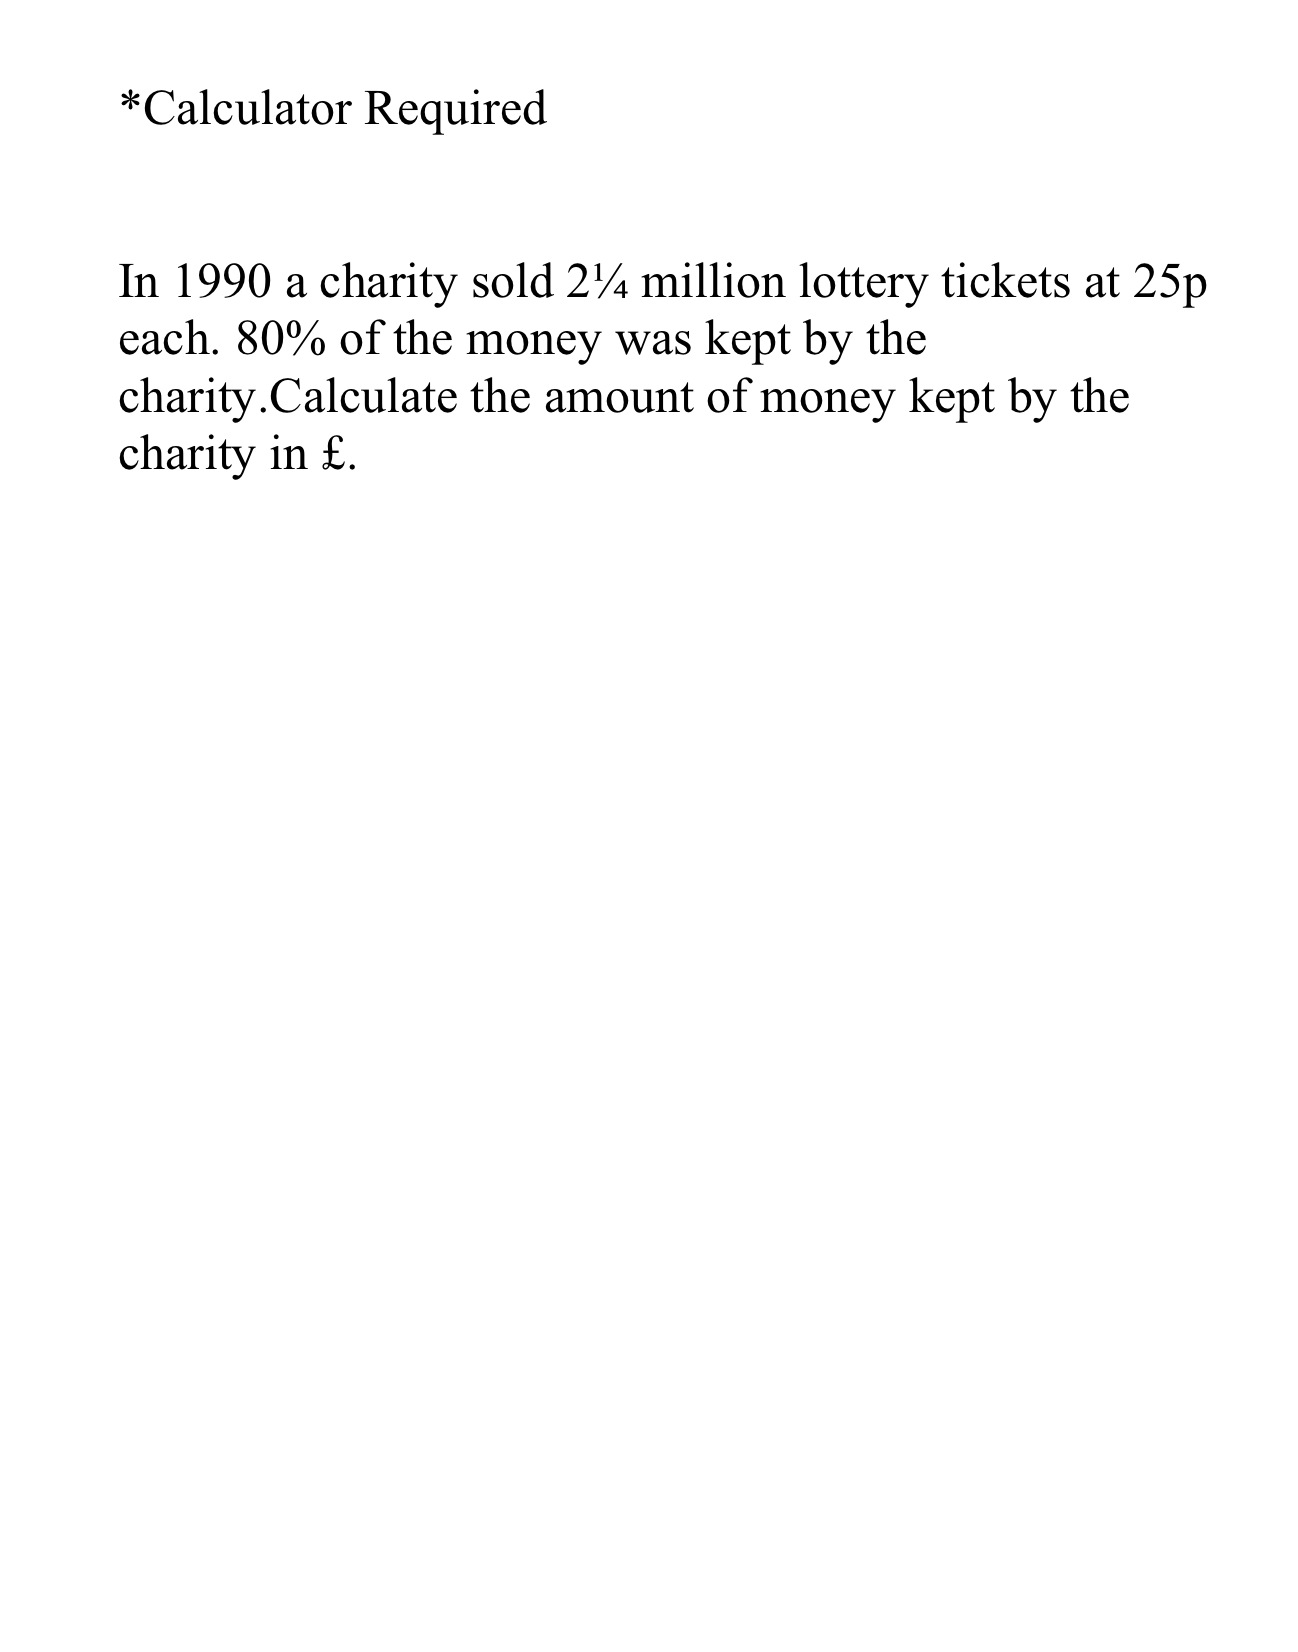 *Calculator Required
In 1990 a charity sold 2¼ million lottery tickets at 25p
each. 80% of the money was kept by the
charity.Calculate the amount of money kept by the
charity in £.